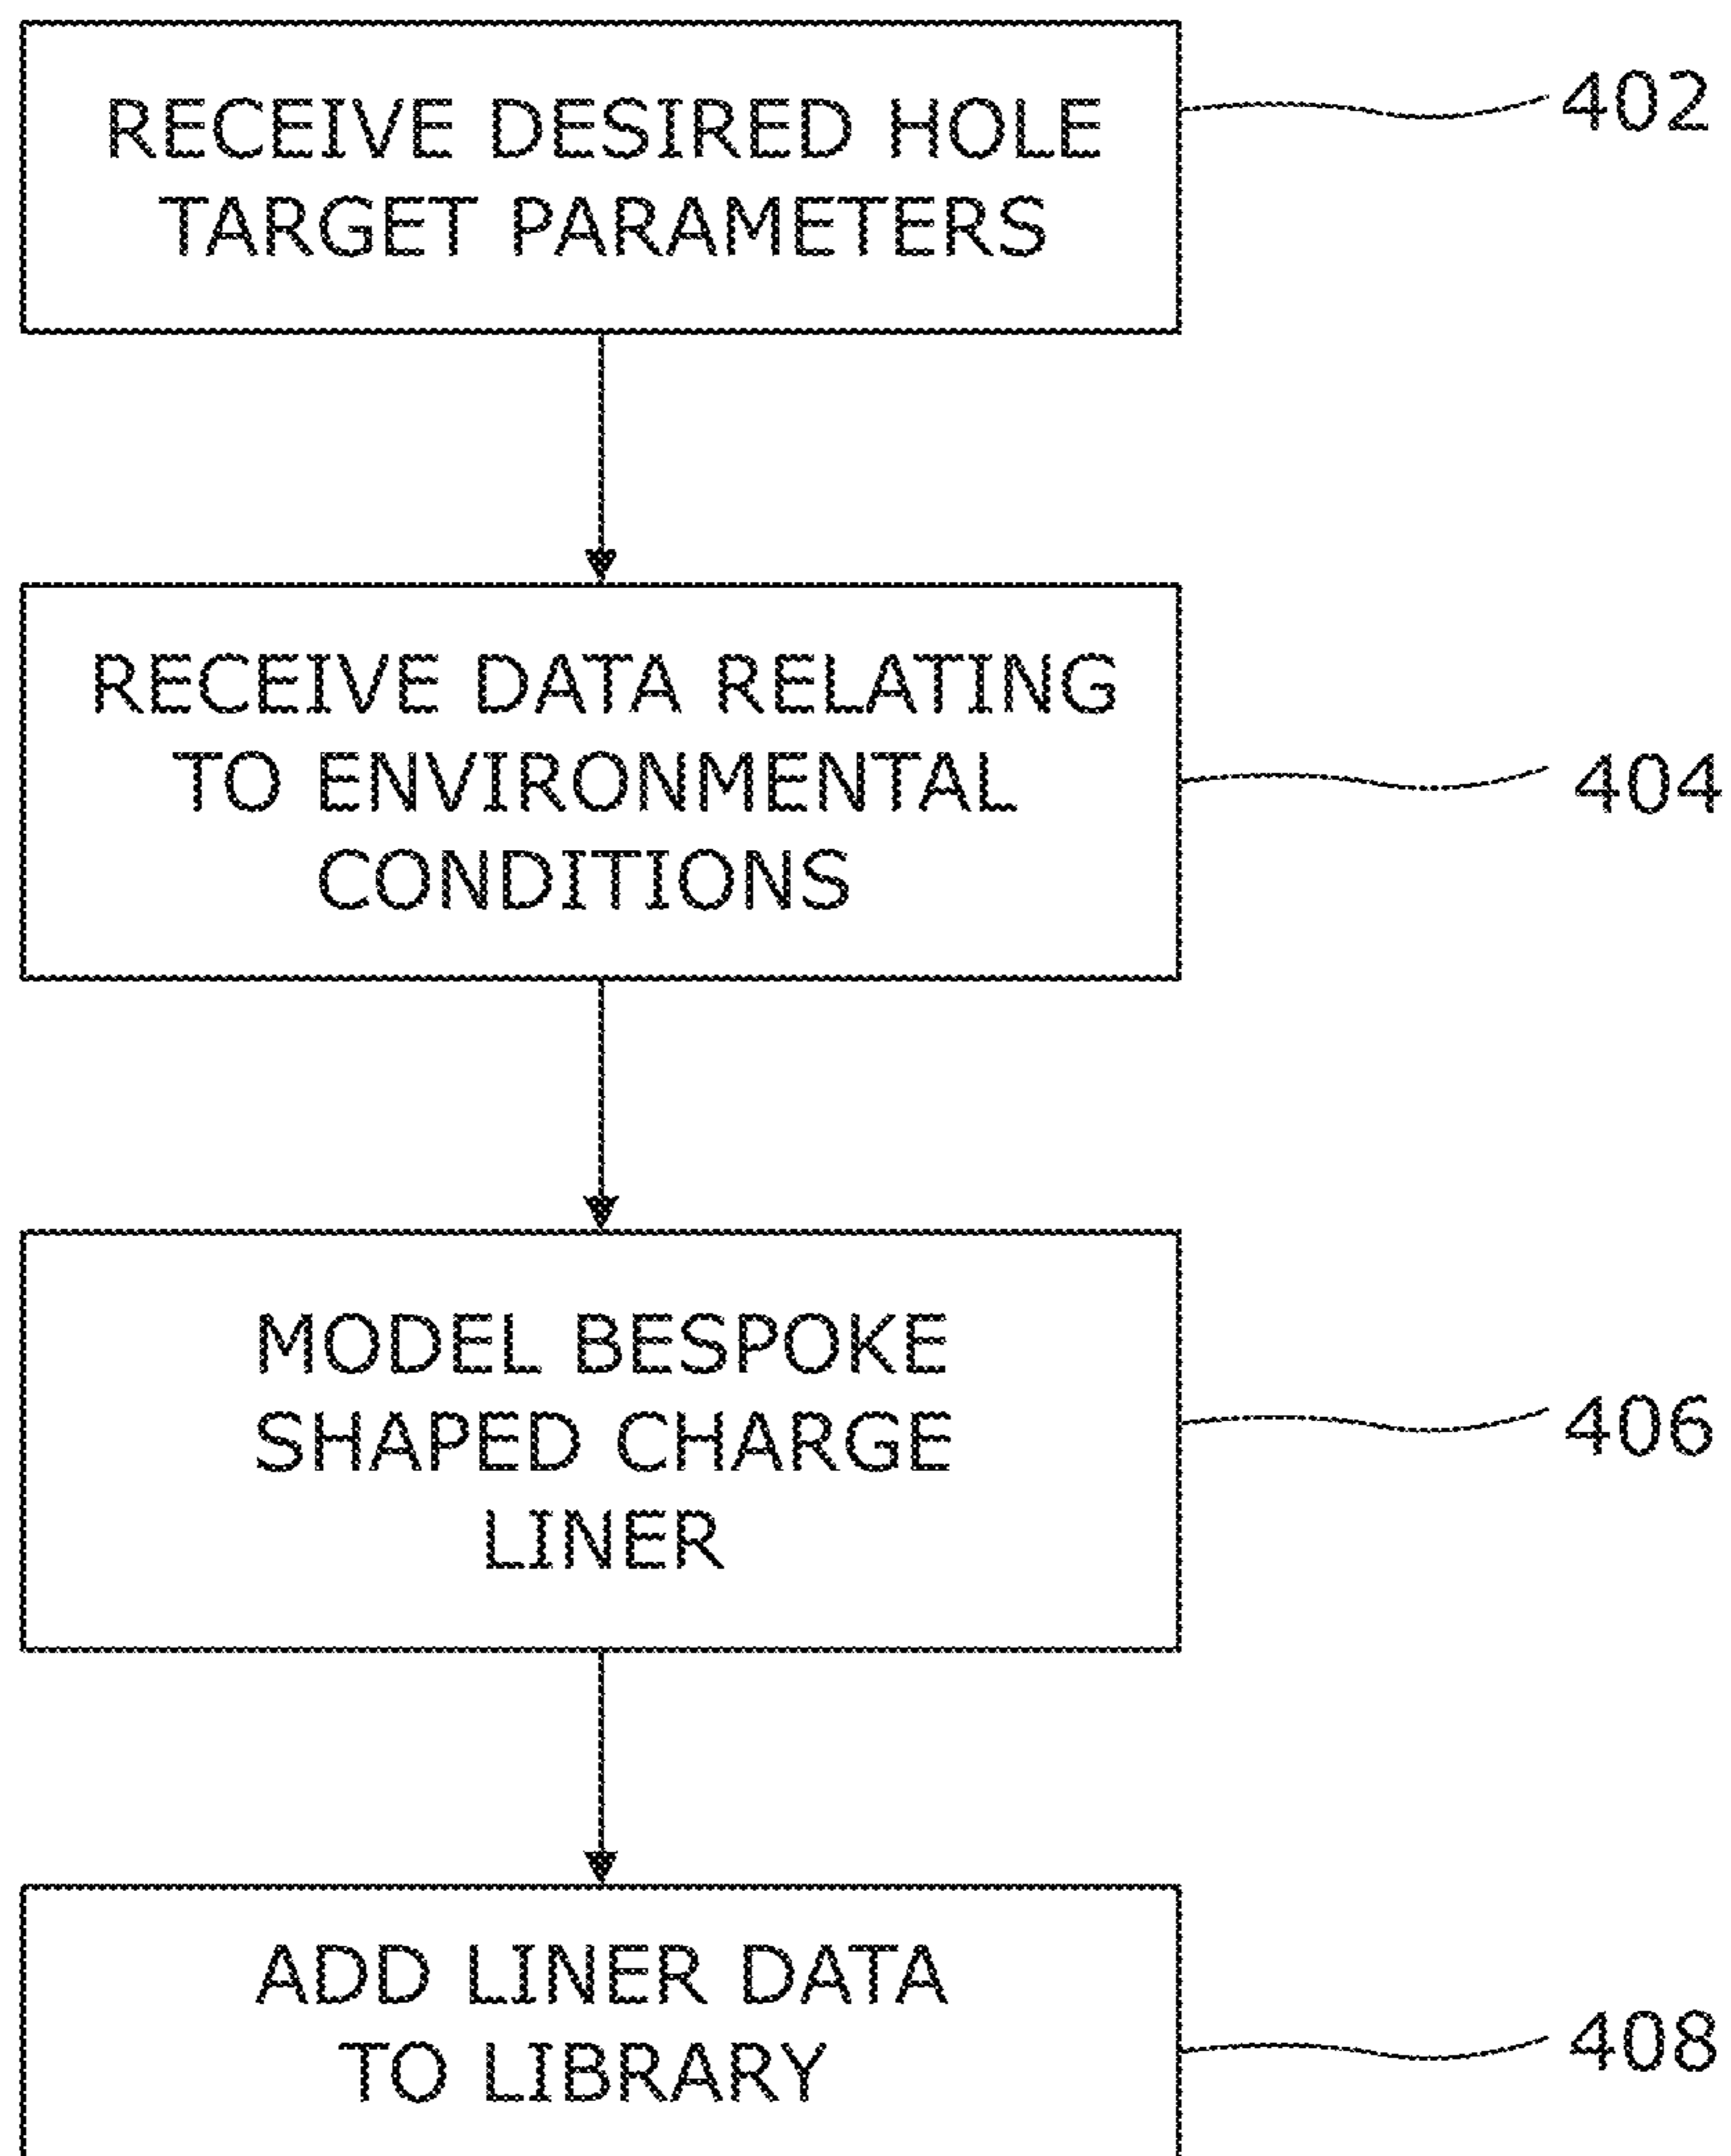 RECEIVE DESIRED HOLE
TARGET PARAMETERS
402
RECEIVE DATA RELATING
TO ENVIRONMENTAL
CONDITIONS
404
MODEL BESPOKE
SHAPED CHARGE
LINER
406
ADD LINER DATA
TO LIBRARY
408